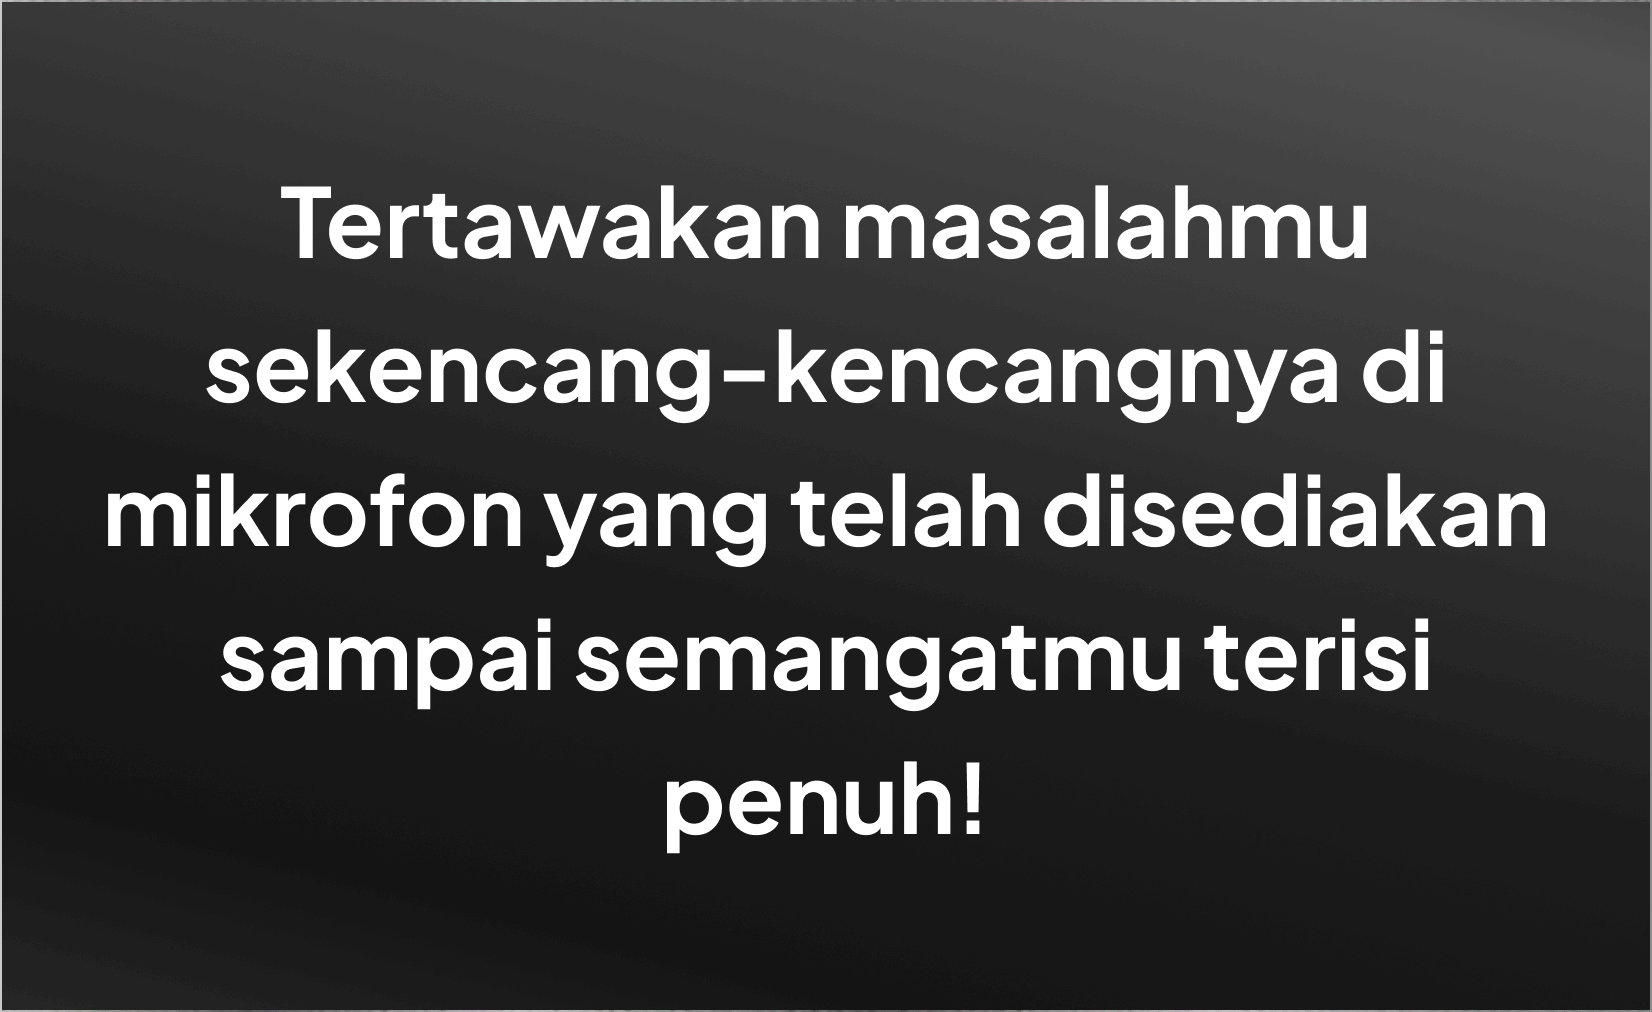 Tertawakan masalahmu
sekencang-kencangnya di
mikrofon yang telah disediakan
sampai semangatmu terisi
penuh!